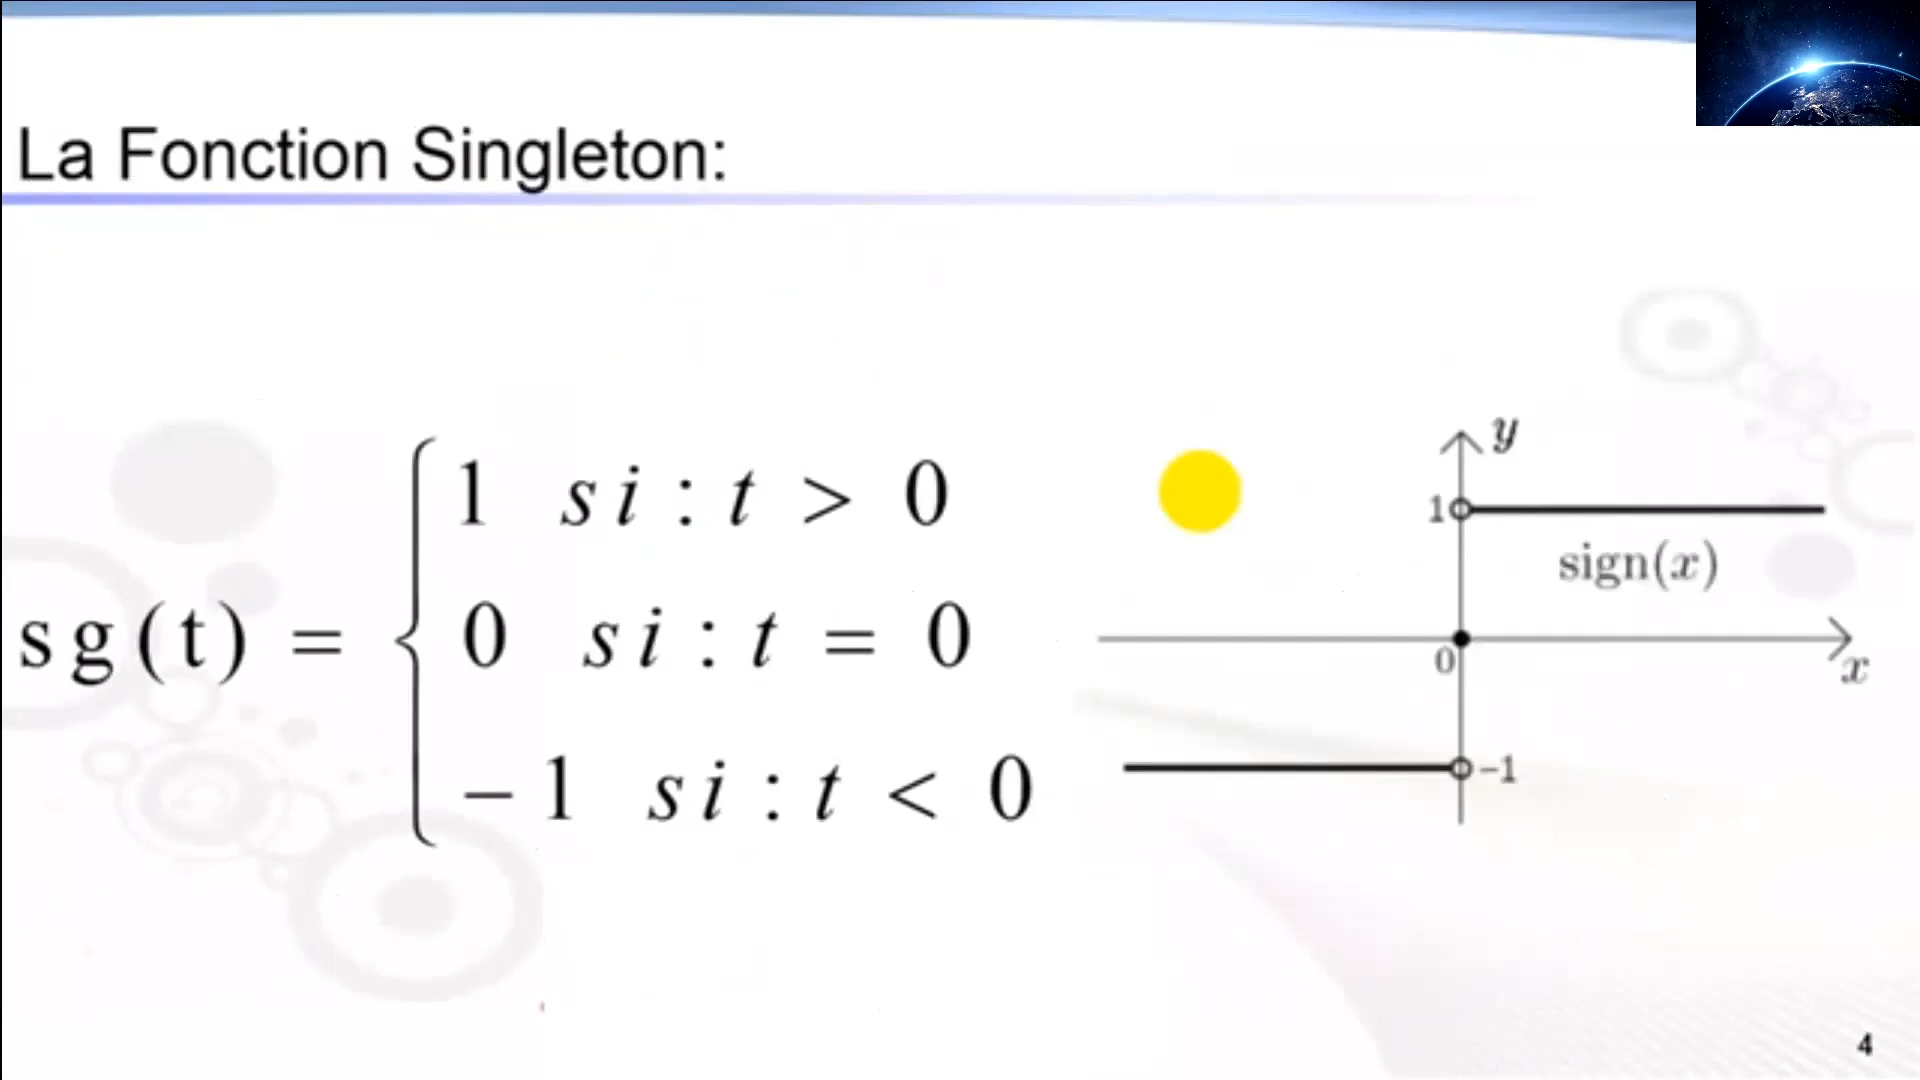 La Fonction Singleton:
sg(t) = { 1 si : t > 0
0 si : t = 0
−1 si : t < 0
y
1
sign(x)
0
x
−1
4